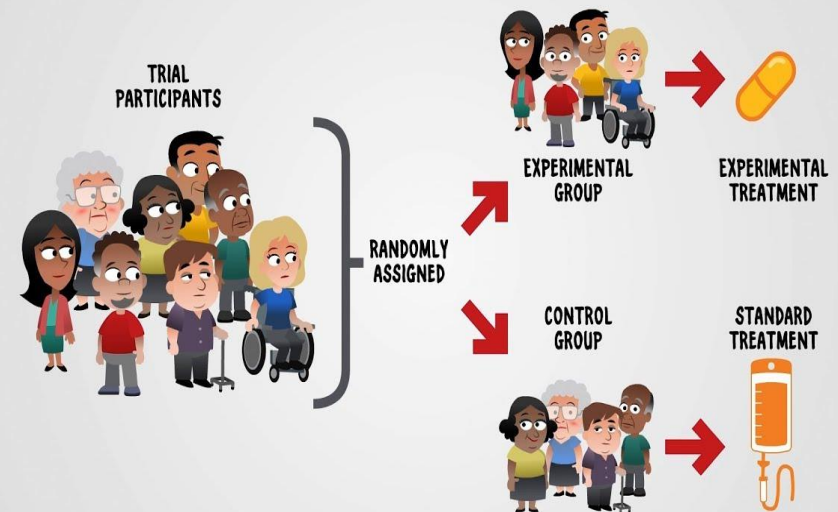 TRIAL
PARTICIPANTS
RANDOMLY
ASSIGNED
EXPERIMENTAL
GROUP
EXPERIMENTAL
TREATMENT
CONTROL
GROUP
STANDARD
TREATMENT